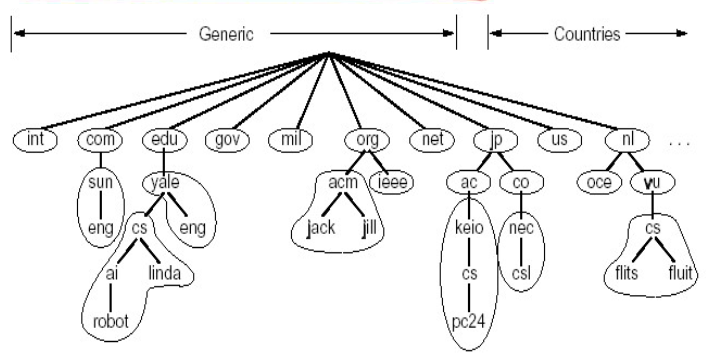 Generic Countries
int com edu gov mil org net jp us nl ...
sun yale acm ieee ac co oce vu
eng cs eng jack jill keio nec cs
ai linda cs csl flits fluit
robot pc24